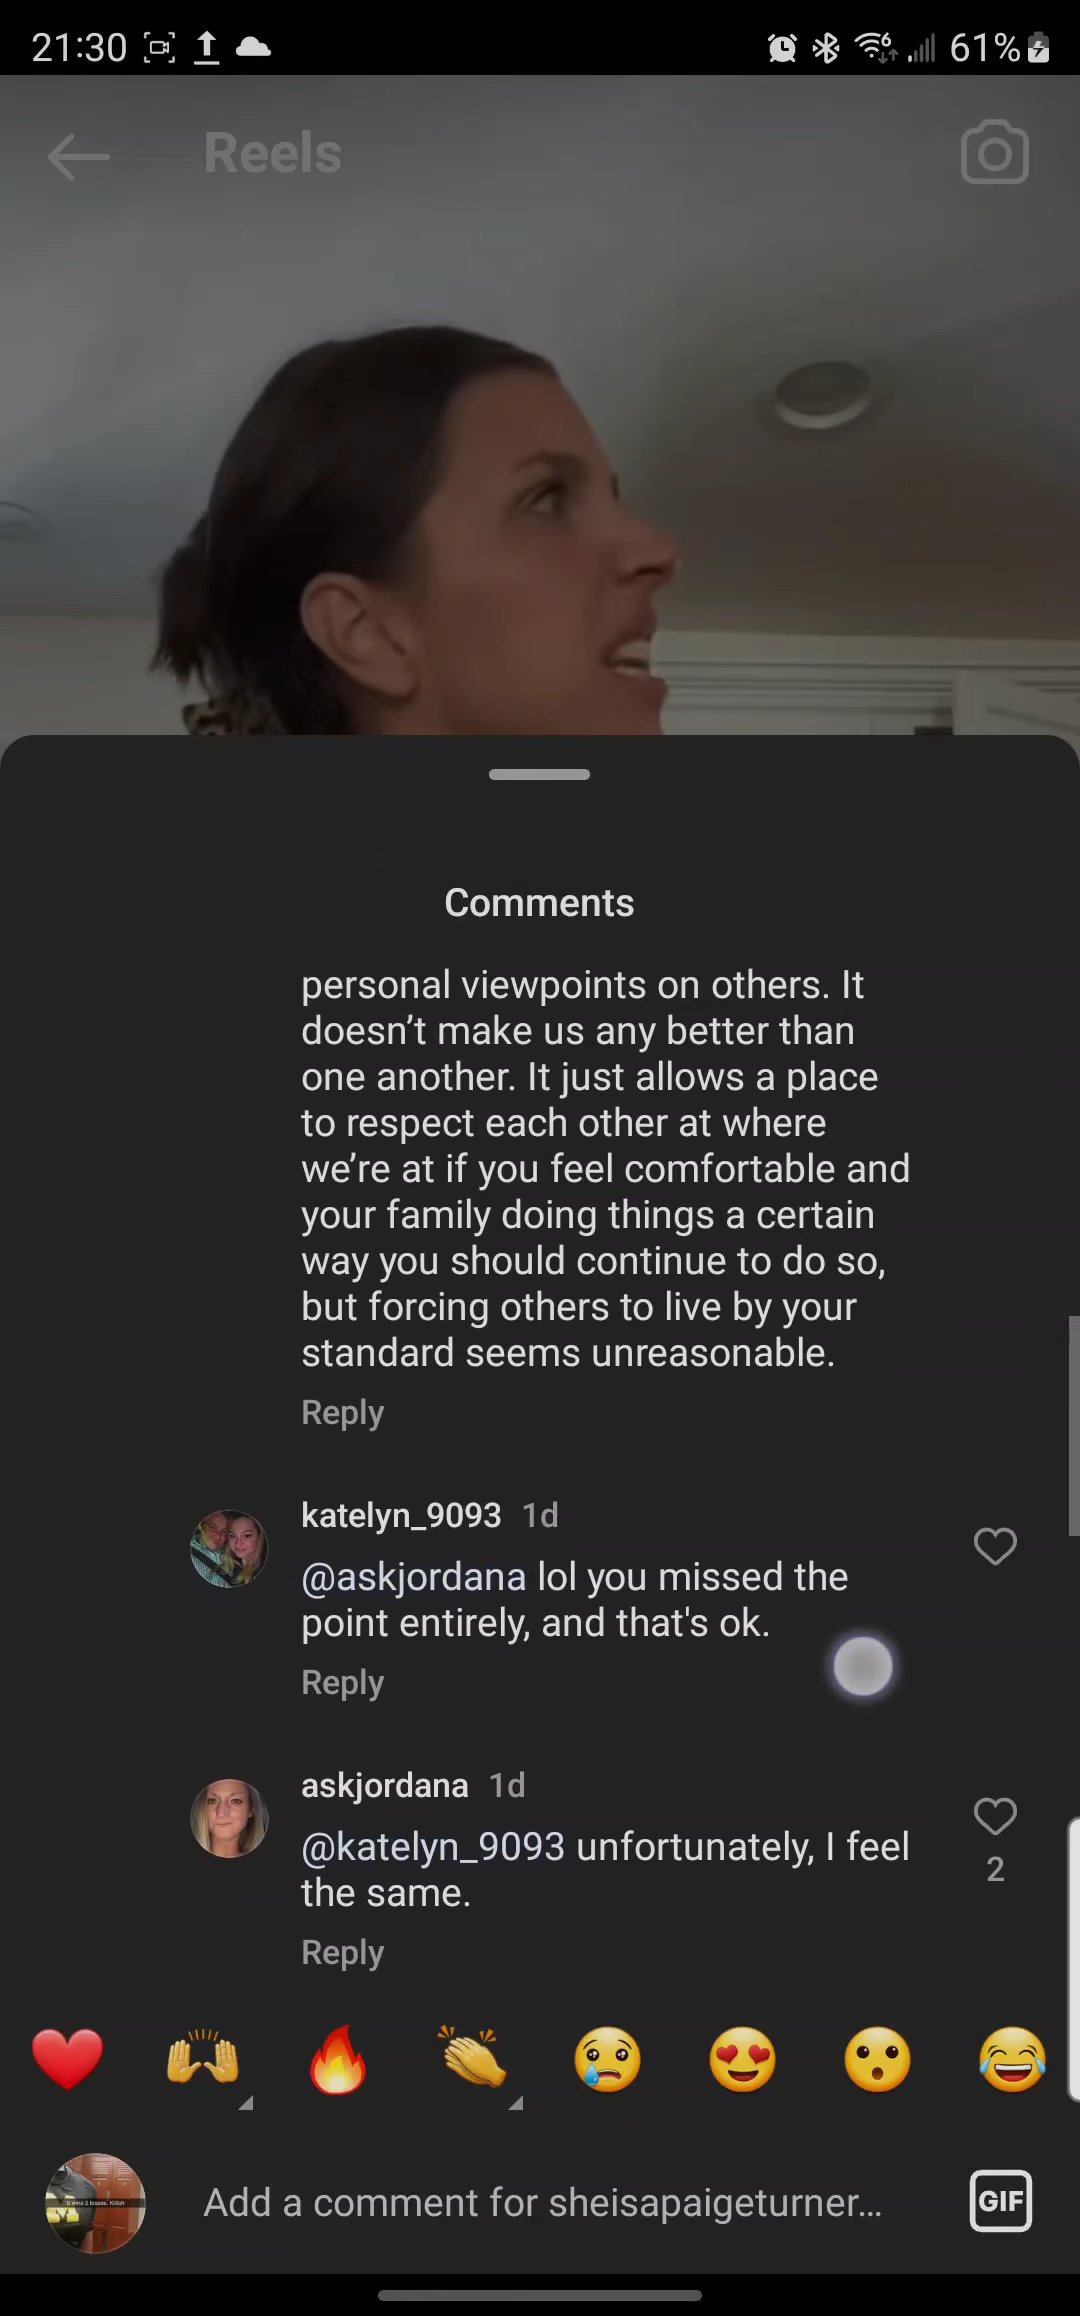 21:30
61%
Reels
Comments
personal viewpoints on others. It
doesn’t make us any better than
one another. It just allows a place
to respect each other at where
we’re at if you feel comfortable and
your family doing things a certain
way you should continue to do so,
but forcing others to live by your
standard seems unreasonable.
Reply
katelyn_9093 1d
@askjordana lol you missed the
point entirely, and that's ok.
Reply
askjordana 1d
@katelyn_9093 unfortunately, I feel
the same.
2
Reply
Add a comment for sheisapaigeturner...
GIF